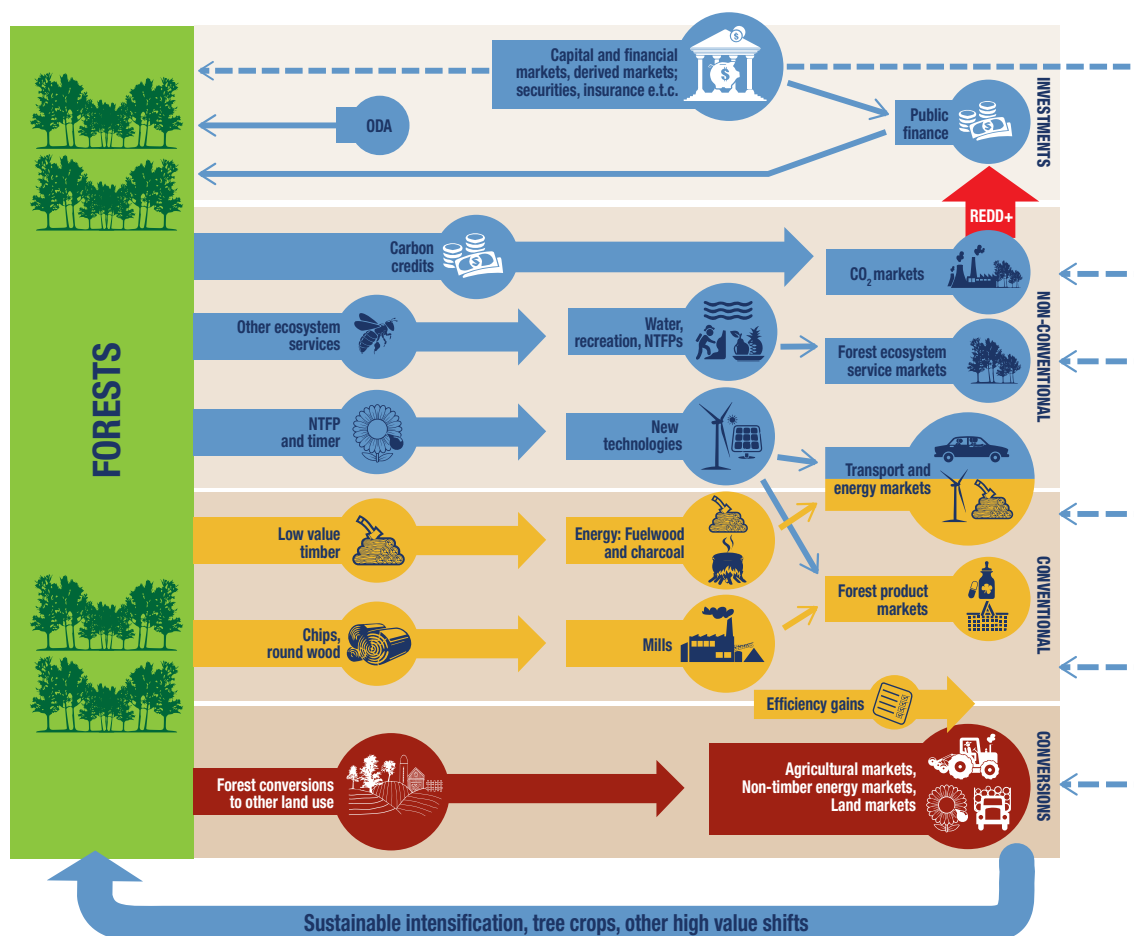 Capital and financial
markets, derived markets;
securities, insurance e.t.c.
Public
finance
ODA
INVESTMENTS
REDD+
Carbon
credits
CO2 markets
Other ecosystem
services
Water,
recreation, NTFPs
Forest ecosystem
service markets
NON-CONVENTIONAL
FORESTS
NTFP
and timer
New
technologies
Transport and
energy markets
Low value
timber
Energy: Fuelwood
and charcoal
Forest product
markets
CONVENTIONAL
Chips,
round wood
Mills
Efficiency gains
Forest conversions
to other land use
Agricultural markets,
Non-timber energy markets,
Land markets
CONVERSIONS
Sustainable intensification, tree crops, other high value shifts